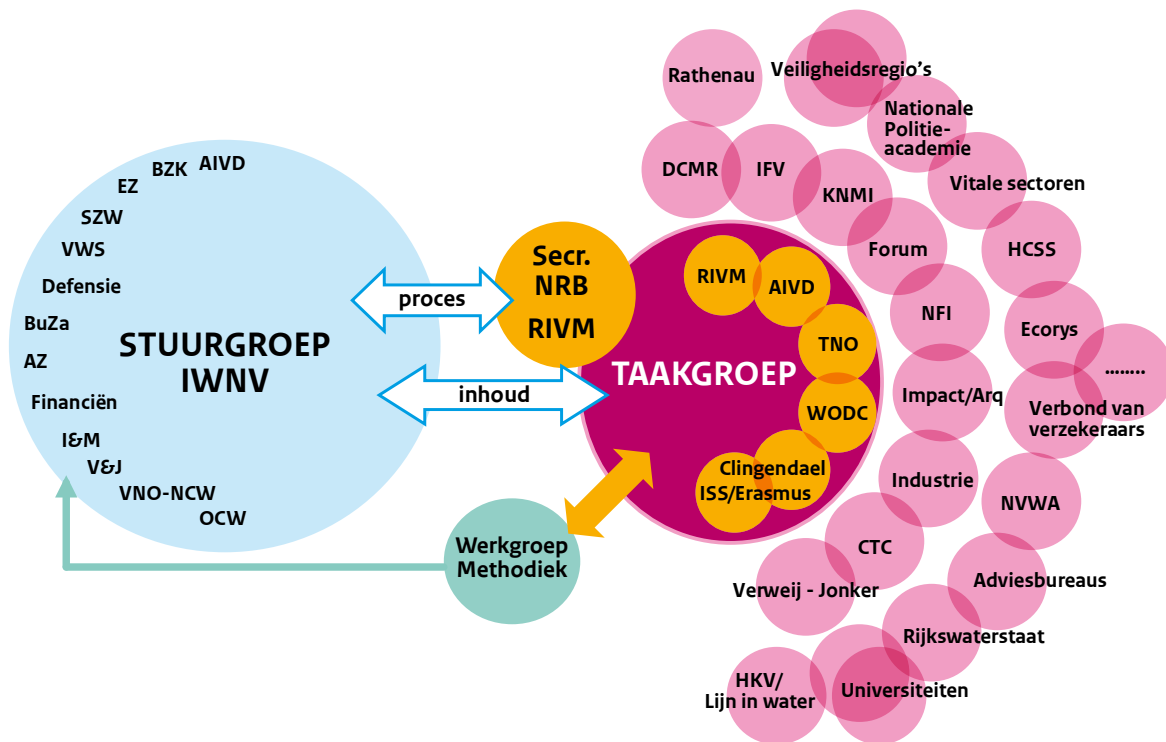 AIVD
BZK
EZ
SZW
VWS
Defensie
BuZa
AZ
Financiën
I&M
V&J
VNO-NCW
OCW
STUURGROEP
IWNV
proces
inhoud
Secr.
NRB
RIVM
Werkgroep
Methodiek
TAAKGROEP
RIVM
AIVD
TNO
WODC
Clingendael
ISS/Erasmus
Rathenau
Veiligheidsregio’s
Nationale
Politie-
academie
DCMR
IFV
KNMI
Vitale sectoren
Forum
HCSS
NFI
Ecorys
........
Impact/Arq
Verbond van
verzekeraars
Industrie
NVWA
CTC
Verweij - Jonker
Adviesbureaus
Rijkswaterstaat
HKV/
Lijn in water
Universiteiten